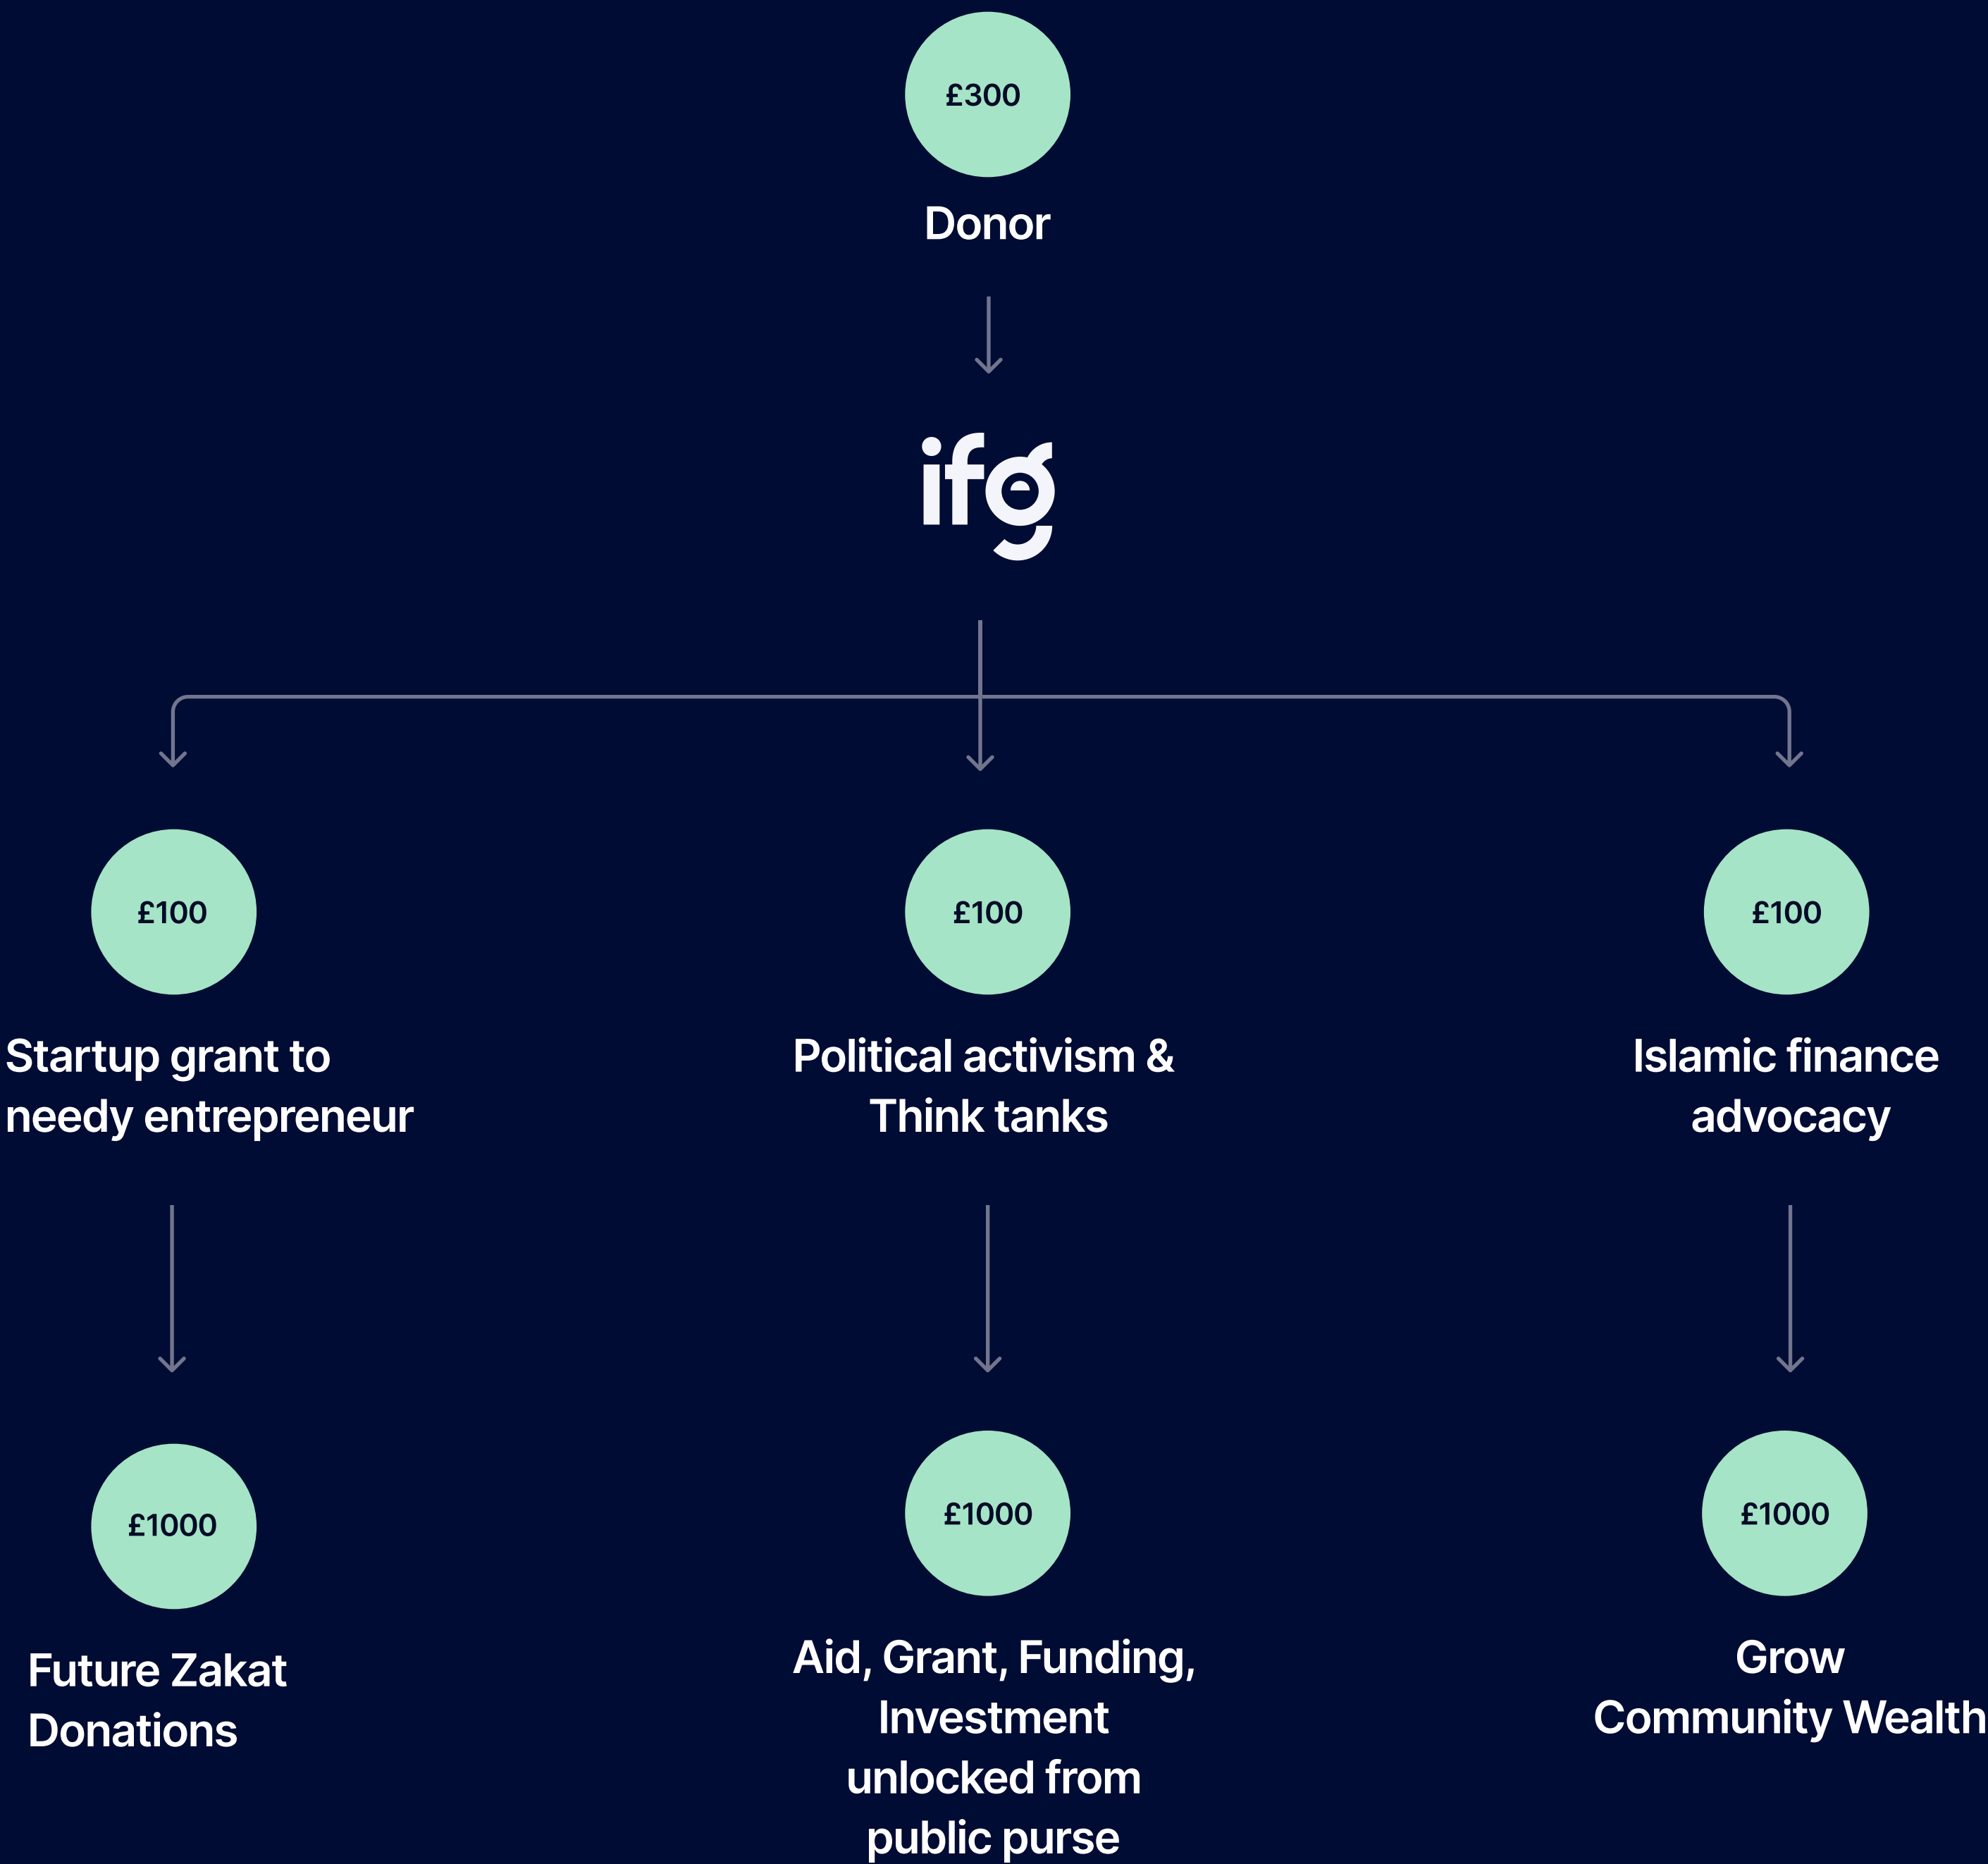 £300
Donor
ifg
£100
£100
£100
Startup grant to
needy entrepreneur
Political activism &
Think tanks
Islamic finance
advocacy
£1000
£1000
£1000
Future Zakat
Donations
Aid, Grant, Funding,
Investment
unlocked from
public purse
Grow
Community Wealth